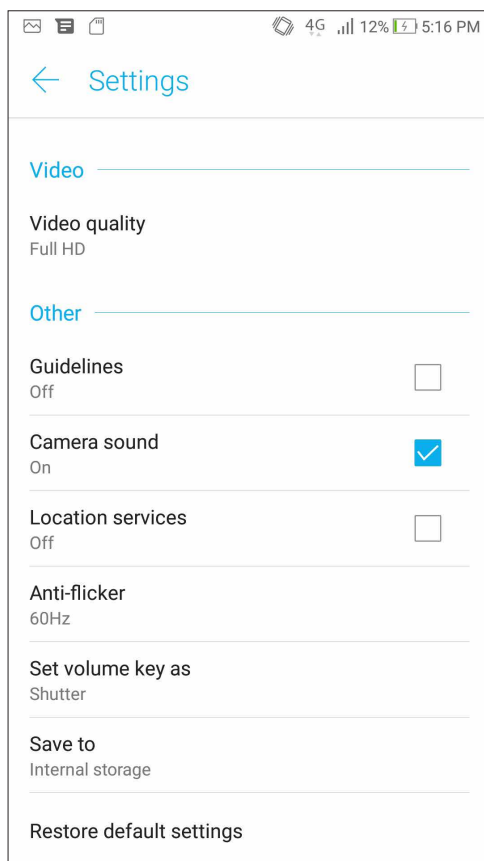 4G 12% 5:16 PM
Settings
Video
Video quality
Full HD
Other
Guidelines
Off
Camera sound
On
Location services
Off
Anti-flicker
60Hz
Set volume key as
Shutter
Save to
Internal storage
Restore default settings